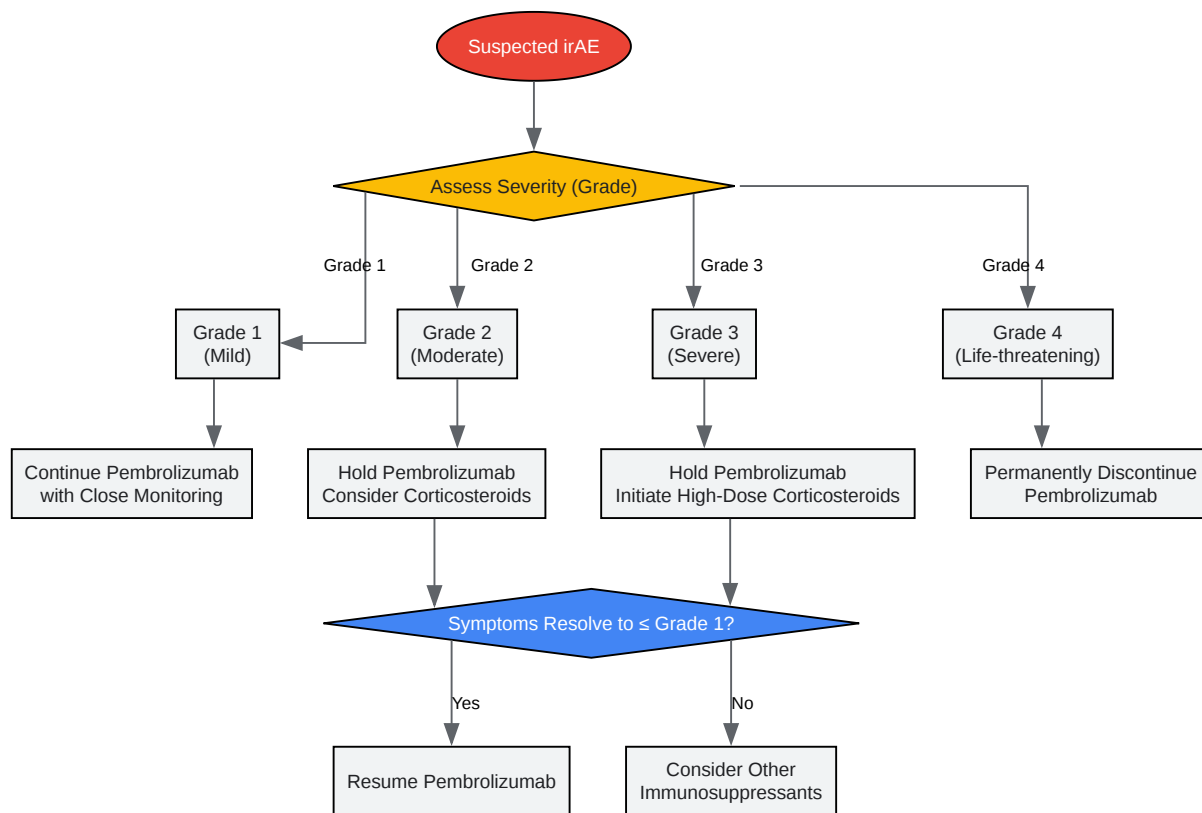 Suspected irAE
Assess Severity (Grade)
Grade 1
Grade 2
Grade 3
Grade 4
Grade 1
(Mild)
Grade 2
(Moderate)
Grade 3
(Severe)
Grade 4
(Life-threatening)
Continue Pembrolizumab
with Close Monitoring
Hold Pembrolizumab
Consider Corticosteroids
Hold Pembrolizumab
Initiate High-Dose Corticosteroids
Permanently Discontinue
Pembrolizumab
Symptoms Resolve to ≤ Grade 1?
Yes
No
Resume Pembrolizumab
Consider Other
Immunosuppressants